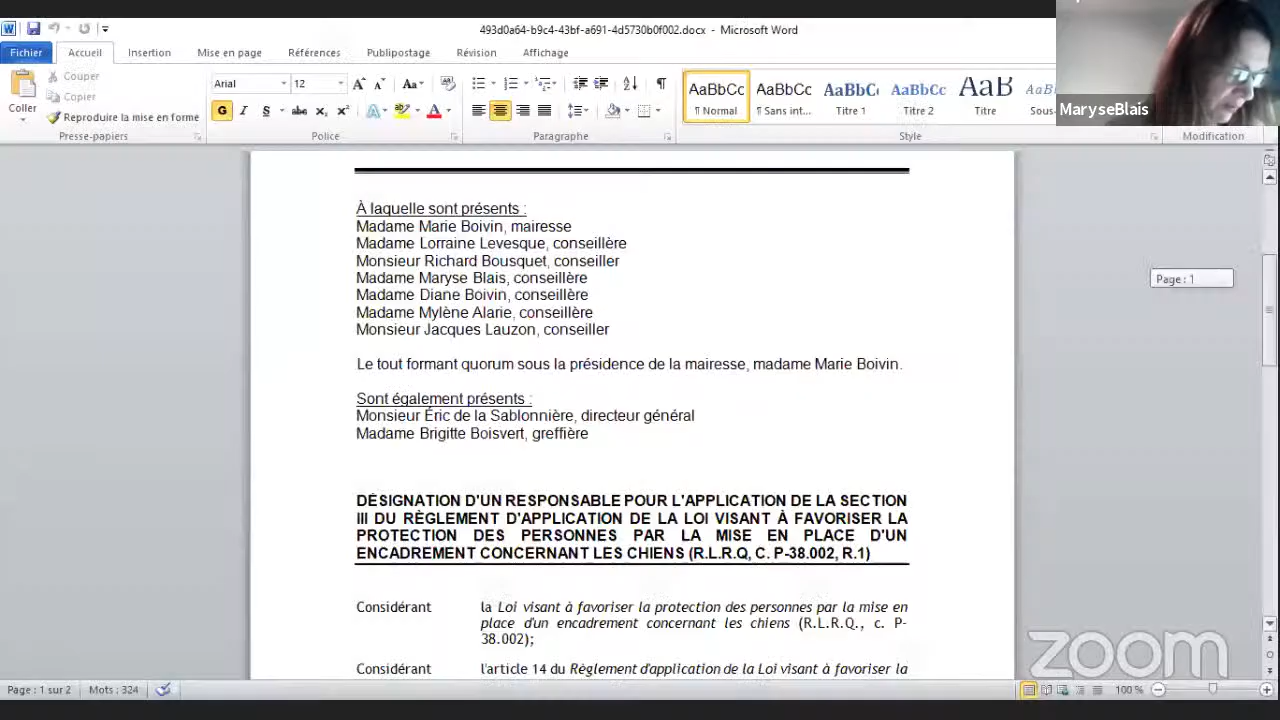 493d0a64-b9c4-43bf-a691-4d5730b0f002.docx - Microsoft Word
Fichier Accueil Insertion Mise en page Références Publipostage Révision Affichage
Couper
Copier
Coller
Reproduire la mise en forme
Presse-papiers
Arial 12
Police
Paragraphe
AaBbCc AaBbCc AaBbC AaBbCc AaB
¶ Normal ¶ Sans int... Titre 1 Titre 2 Titre Sous-
Style
Modification
MaryseBlais
À laquelle sont présents :
Madame Marie Boivin, mairesse
Madame Lorraine Levesque, conseillère
Monsieur Richard Bousquet, conseiller
Madame Maryse Blais, conseillère
Madame Diane Boivin, conseillère
Madame Mylène Alarie, conseillère
Monsieur Jacques Lauzon, conseiller
Page : 1
Le tout formant quorum sous la présidence de la mairesse, madame Marie Boivin.
Sont également présents :
Monsieur Éric de la Sablonnière, directeur général
Madame Brigitte Boisvert, greffière
DÉSIGNATION D'UN RESPONSABLE POUR L'APPLICATION DE LA SECTION
III DU RÈGLEMENT D'APPLICATION DE LA LOI VISANT À FAVORISER LA
PROTECTION DES PERSONNES PAR LA MISE EN PLACE D'UN
ENCADREMENT CONCERNANT LES CHIENS (R.L.R.Q, C. P-38.002, R.1)
Considérant la Loi visant à favoriser la protection des personnes par la mise en
place d'un encadrement concernant les chiens (R.L.R.Q., c. P-
38.002);
Considérant l'article 14 du Règlement d'application de la Loi visant à favoriser la
zoom
Page : 1 sur 2 Mots : 324
100 %